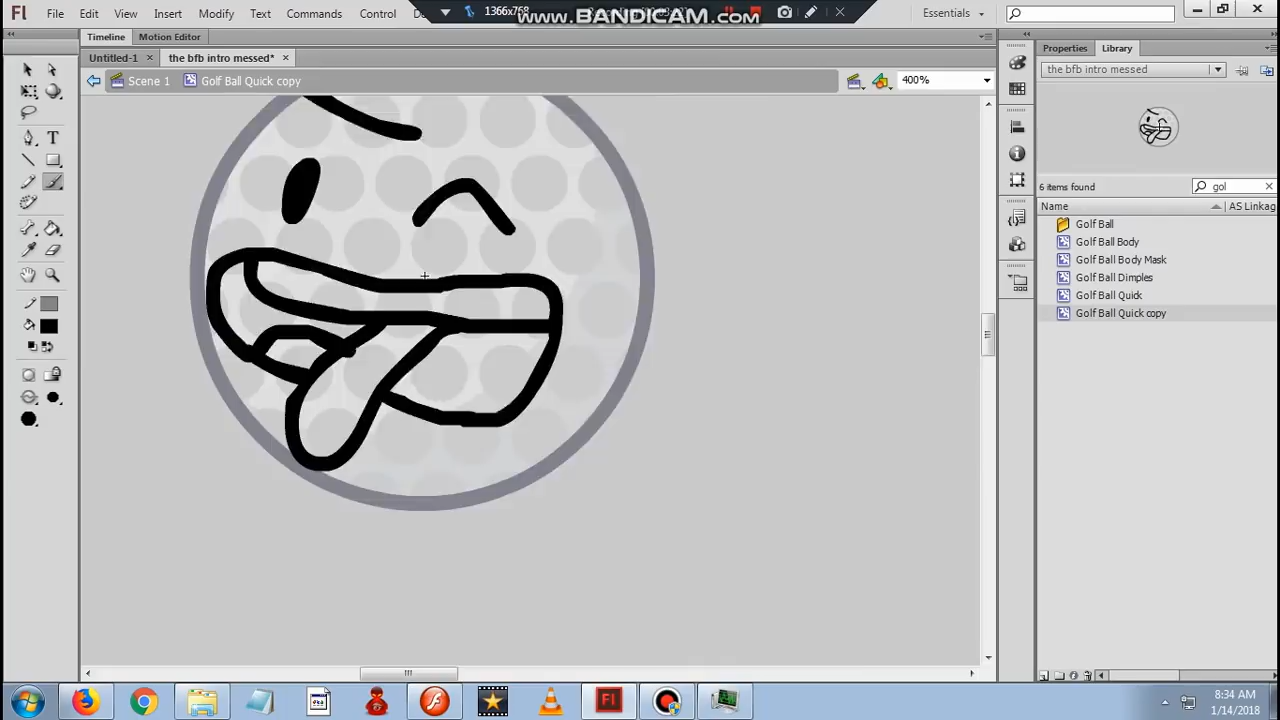 1366x768
www.BANDICAM.com
Fl File Edit View Insert Modify Text Commands Control Essentials
Timeline Motion Editor
Untitled-1 the bfb intro messed*
Scene 1 Golf Ball Quick copy 400%
Properties Library
the bfb intro messed
6 items found gol
Name AS Linkag
Golf Ball
Golf Ball Body
Golf Ball Body Mask
Golf Ball Dimples
Golf Ball Quick
Golf Ball Quick copy
8:34 AM
1/14/2018